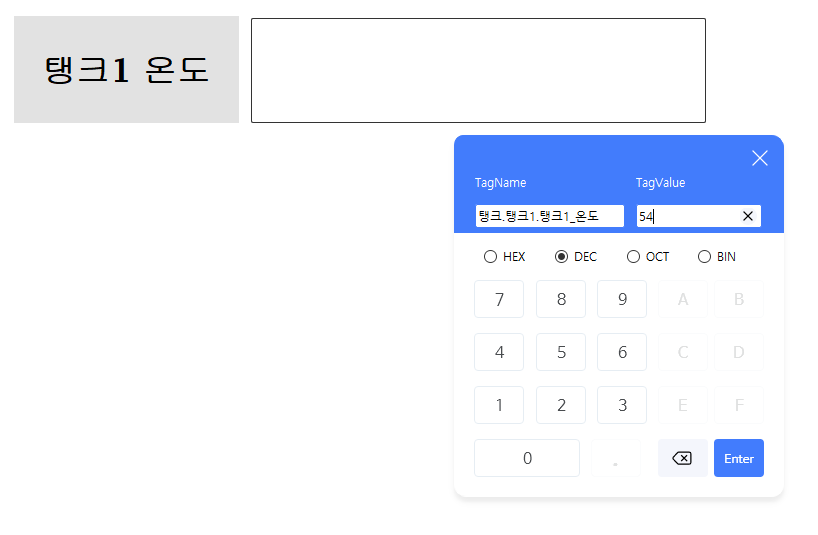 탱크1 온도
TagName TagValue
탱크.탱크1.탱크1_온도 54
HEX DEC OCT BIN
7 8 9 A B
4 5 6 C D
1 2 3 E F
0 . Enter